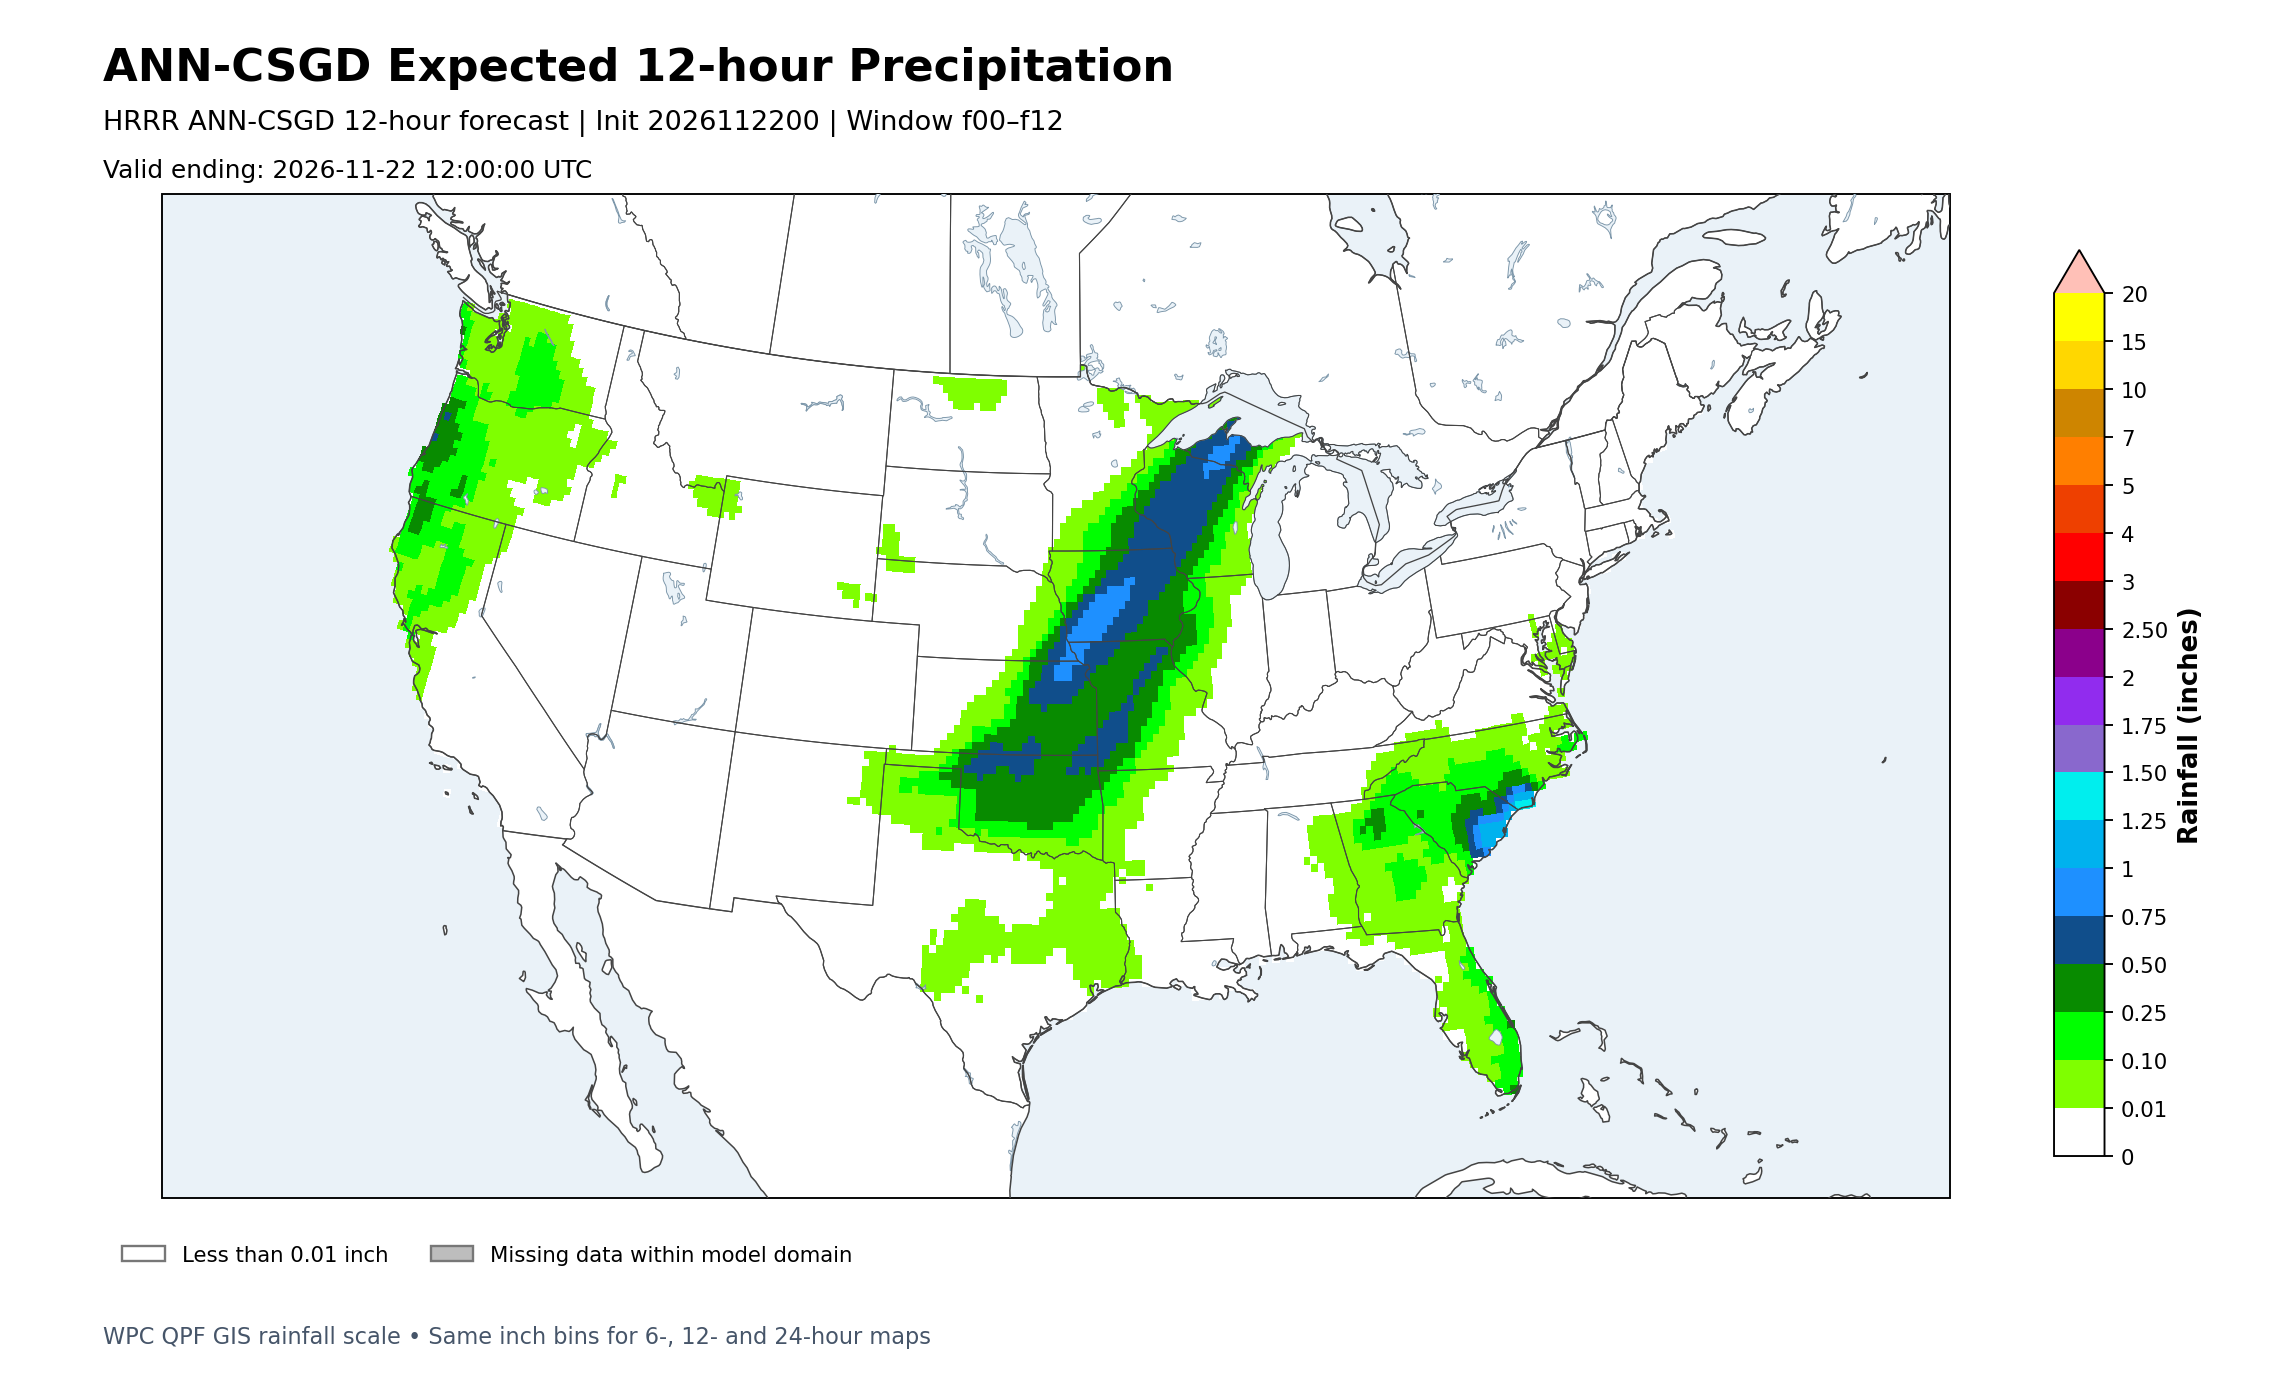 ANN-CSGD Expected 12-hour Precipitation
HRRR ANN-CSGD 12-hour forecast | Init 2026112200 | Window f00–f12
Valid ending: 2026-11-22 12:00:00 UTC
20
15
10
7
5
4
3
2.50
2
1.75
1.50
1.25
1
0.75
0.50
0.25
0.10
0.01
0
Rainfall (inches)
Less than 0.01 inch
Missing data within model domain
WPC QPF GIS rainfall scale • Same inch bins for 6-, 12- and 24-hour maps